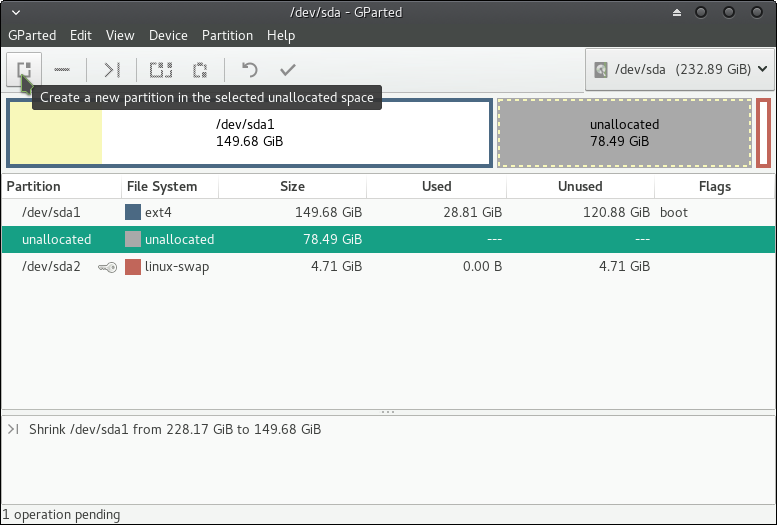 /dev/sda - GParted
GParted Edit View Device Partition Help
/dev/sda (232.89 GiB)
Create a new partition in the selected unallocated space
/dev/sda1
149.68 GiB
unallocated
78.49 GiB
Partition File System Size Used Unused Flags
/dev/sda1 ext4 149.68 GiB 28.81 GiB 120.88 GiB boot
unallocated unallocated 78.49 GiB --- ---
/dev/sda2 linux-swap 4.71 GiB 0.00 B 4.71 GiB
Shrink /dev/sda1 from 228.17 GiB to 149.68 GiB
1 operation pending